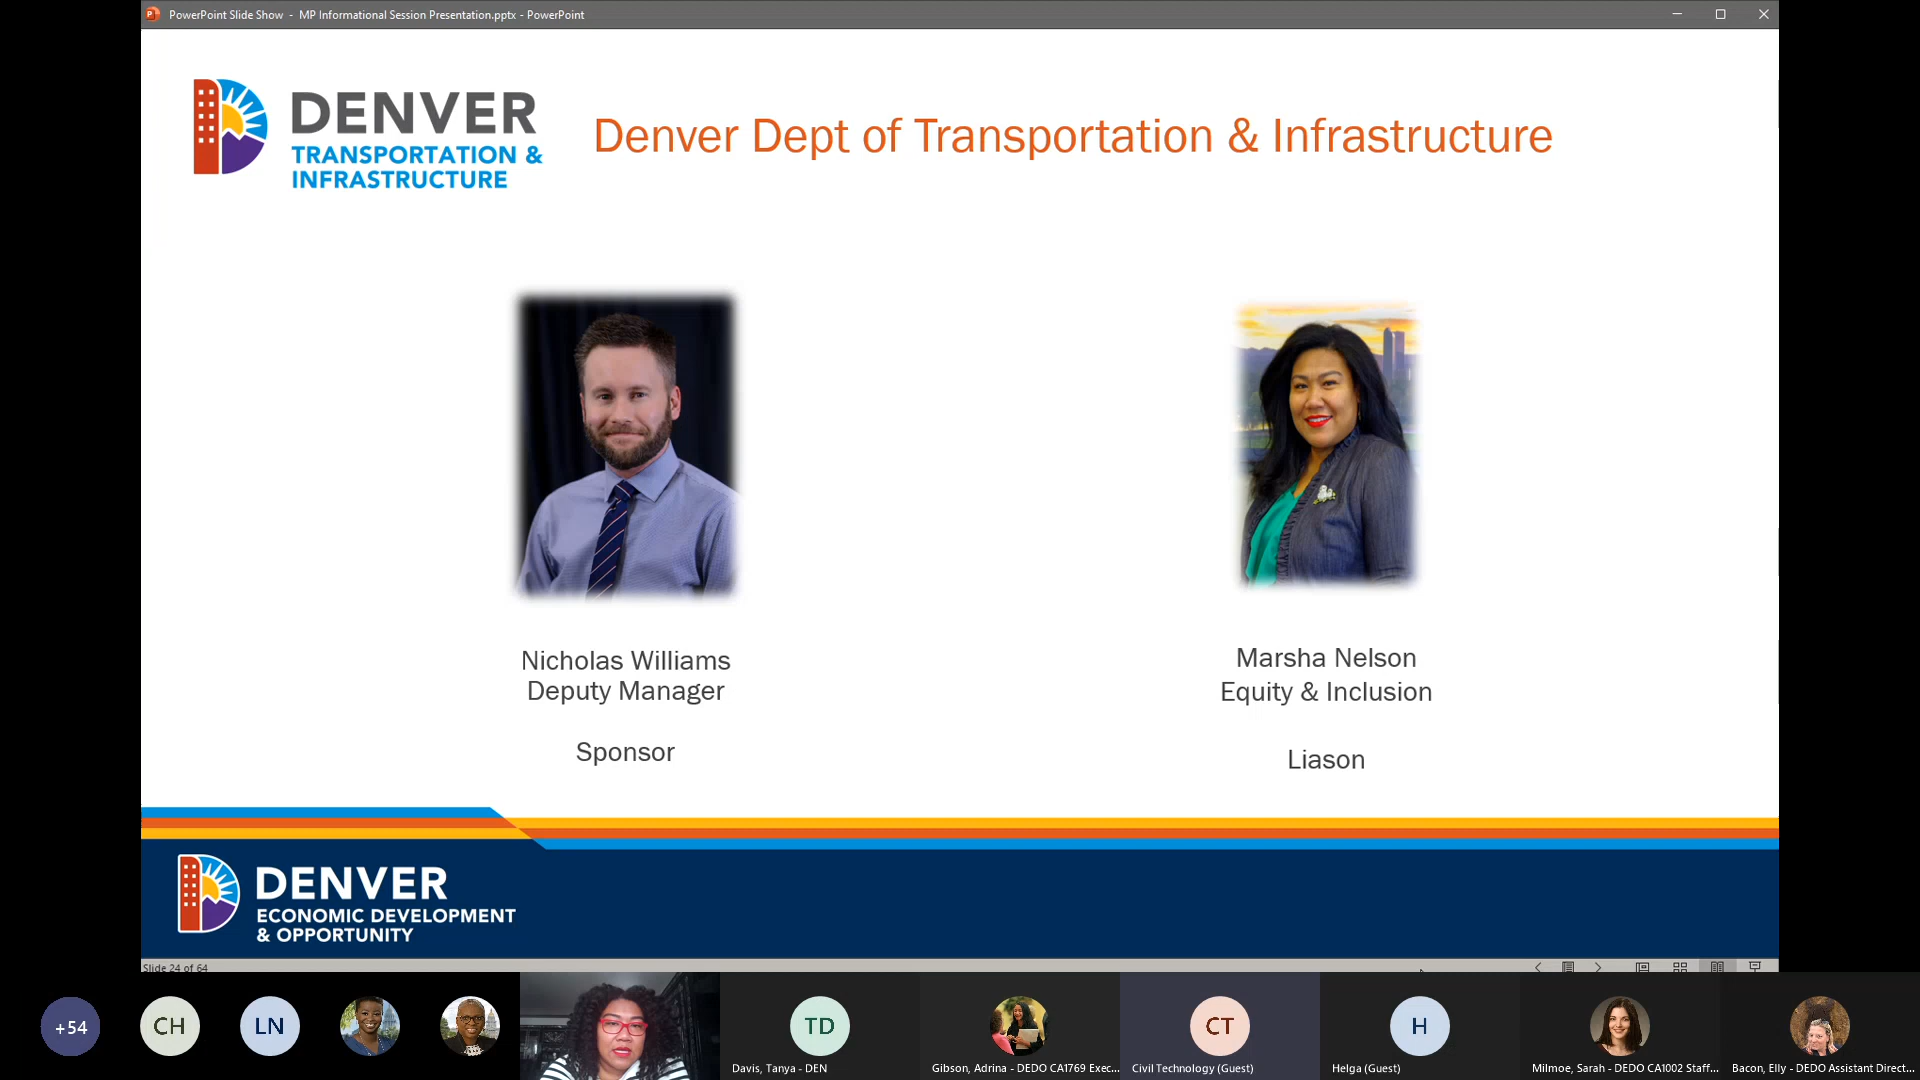 PowerPoint Slide Show - MP Informational Session Presentation.pptx - PowerPoint
DENVER
TRANSPORTATION &
INFRASTRUCTURE
Denver Dept of Transportation & Infrastructure
Nicholas Williams
Deputy Manager
Sponsor
Marsha Nelson
Equity & Inclusion
Liason
DENVER
ECONOMIC DEVELOPMENT
& OPPORTUNITY
Slide 24 of 64
+54
CH
LN
TD
Davis, Tanya - DEN
Gibson, Adrina - DEDO CA1769 Exec...
CT
Civil Technology (Guest)
H
Helga (Guest)
Milmoe, Sarah - DEDO CA1002 Staff...
Bacon, Elly - DEDO Assistant Direct...